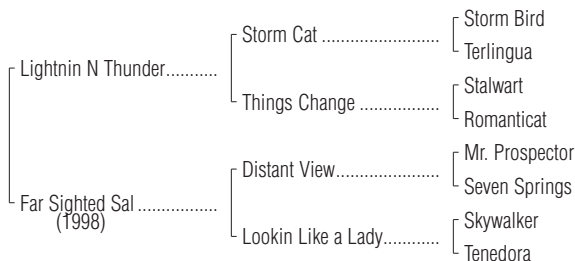 Storm Bird
Storm Cat ..............................
Terlingua
Lightnin N Thunder...........
Stalwart
Things Change ....................
Romanticat
Mr. Prospector
Distant View..........................
Seven Springs
Far Sighted Sal ....................
(1998)
Skywalker
Lookin Like a Lady..............
Tenedora